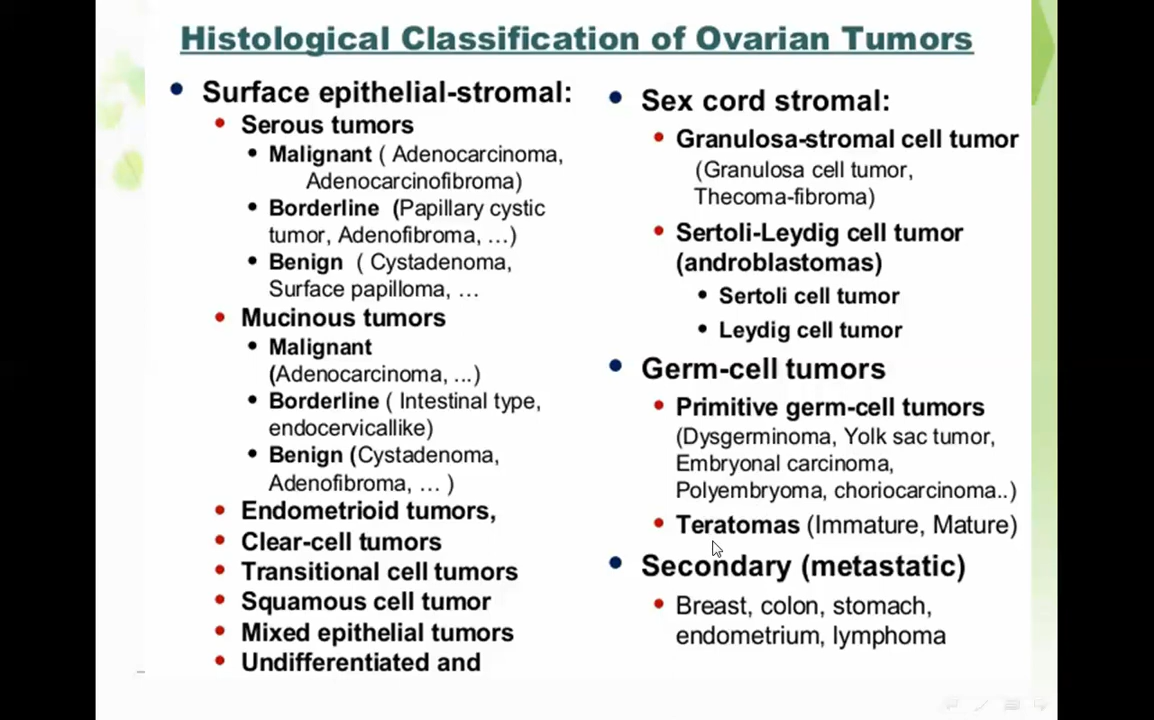 Histological Classification of Ovarian Tumors
• Surface epithelial-stromal:
• Serous tumors
• Malignant ( Adenocarcinoma,
Adenocarcinofibroma)
• Borderline (Papillary cystic
tumor, Adenofibroma, …)
• Benign ( Cystadenoma,
Surface papilloma, …
• Mucinous tumors
• Malignant
(Adenocarcinoma, ...)
• Borderline ( Intestinal type,
endocervicallike)
• Benign (Cystadenoma,
Adenofibroma, … )
• Endometrioid tumors,
• Clear-cell tumors
• Transitional cell tumors
• Squamous cell tumor
• Mixed epithelial tumors
• Undifferentiated and
• Sex cord stromal:
• Granulosa-stromal cell tumor
(Granulosa cell tumor,
Thecoma-fibroma)
• Sertoli-Leydig cell tumor
(androblastomas)
• Sertoli cell tumor
• Leydig cell tumor
• Germ-cell tumors
• Primitive germ-cell tumors
(Dysgerminoma, Yolk sac tumor,
Embryonal carcinoma,
Polyembryoma, choriocarcinoma..)
• Teratomas (Immature, Mature)
• Secondary (metastatic)
• Breast, colon, stomach,
endometrium, lymphoma